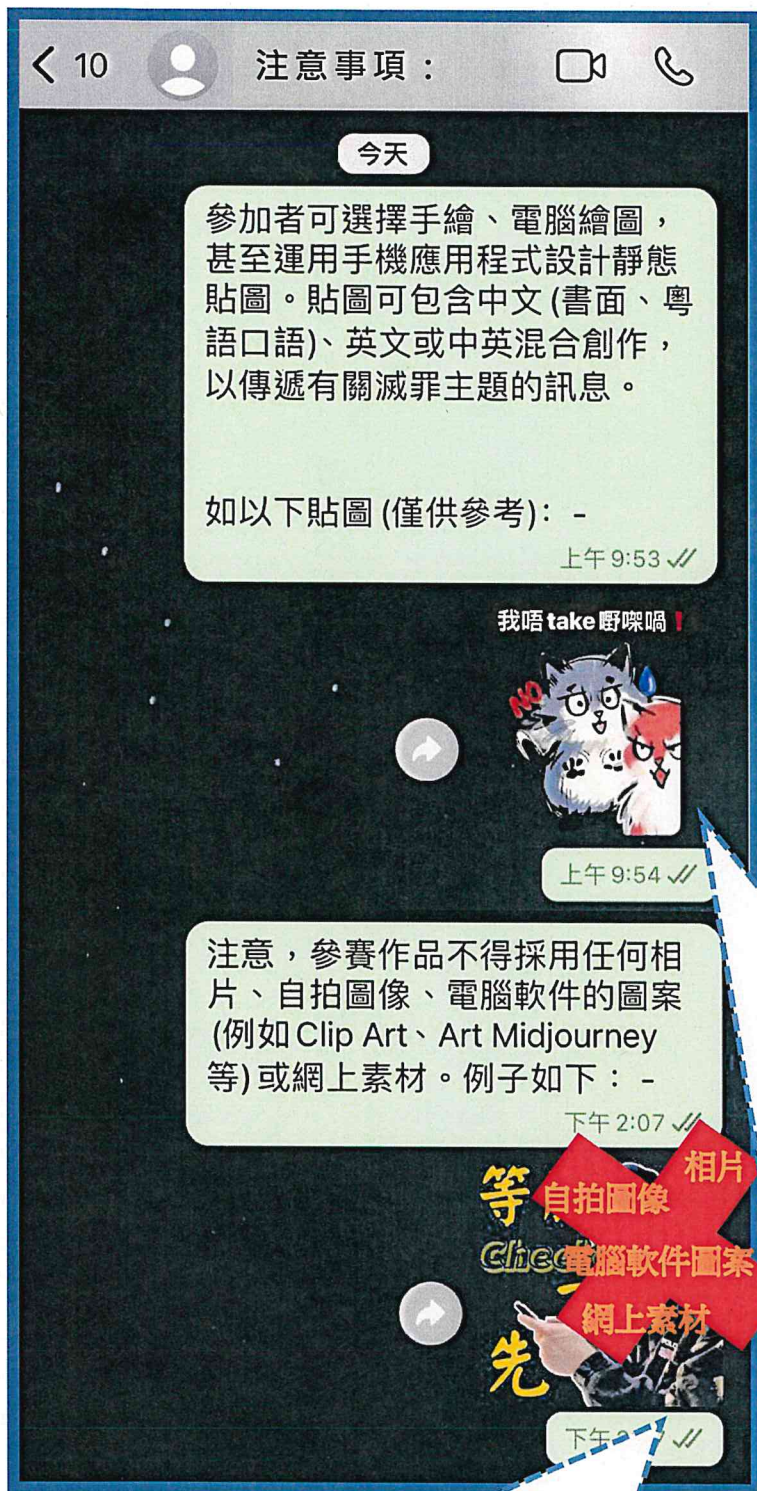 10 注意事項：
今天
參加者可選擇手繪、電腦繪圖，
甚至運用手機應用程式設計靜態
貼圖。貼圖可包含中文 (書面、粵
語口語)、英文或中英混合創作，
以傳遞有關滅罪主題的訊息。
如以下貼圖 (僅供參考)： -
上午 9:53
我唔 take 嘢㗎喎！
NO
上午 9:54
注意，參賽作品不得採用任何相
片、自拍圖像、電腦軟件的圖案
(例如 Clip Art、Art Midjourney
等) 或網上素材。例子如下： -
下午 2:07
相片
等
自拍圖像
電腦軟件圖案
網上素材
先
下午